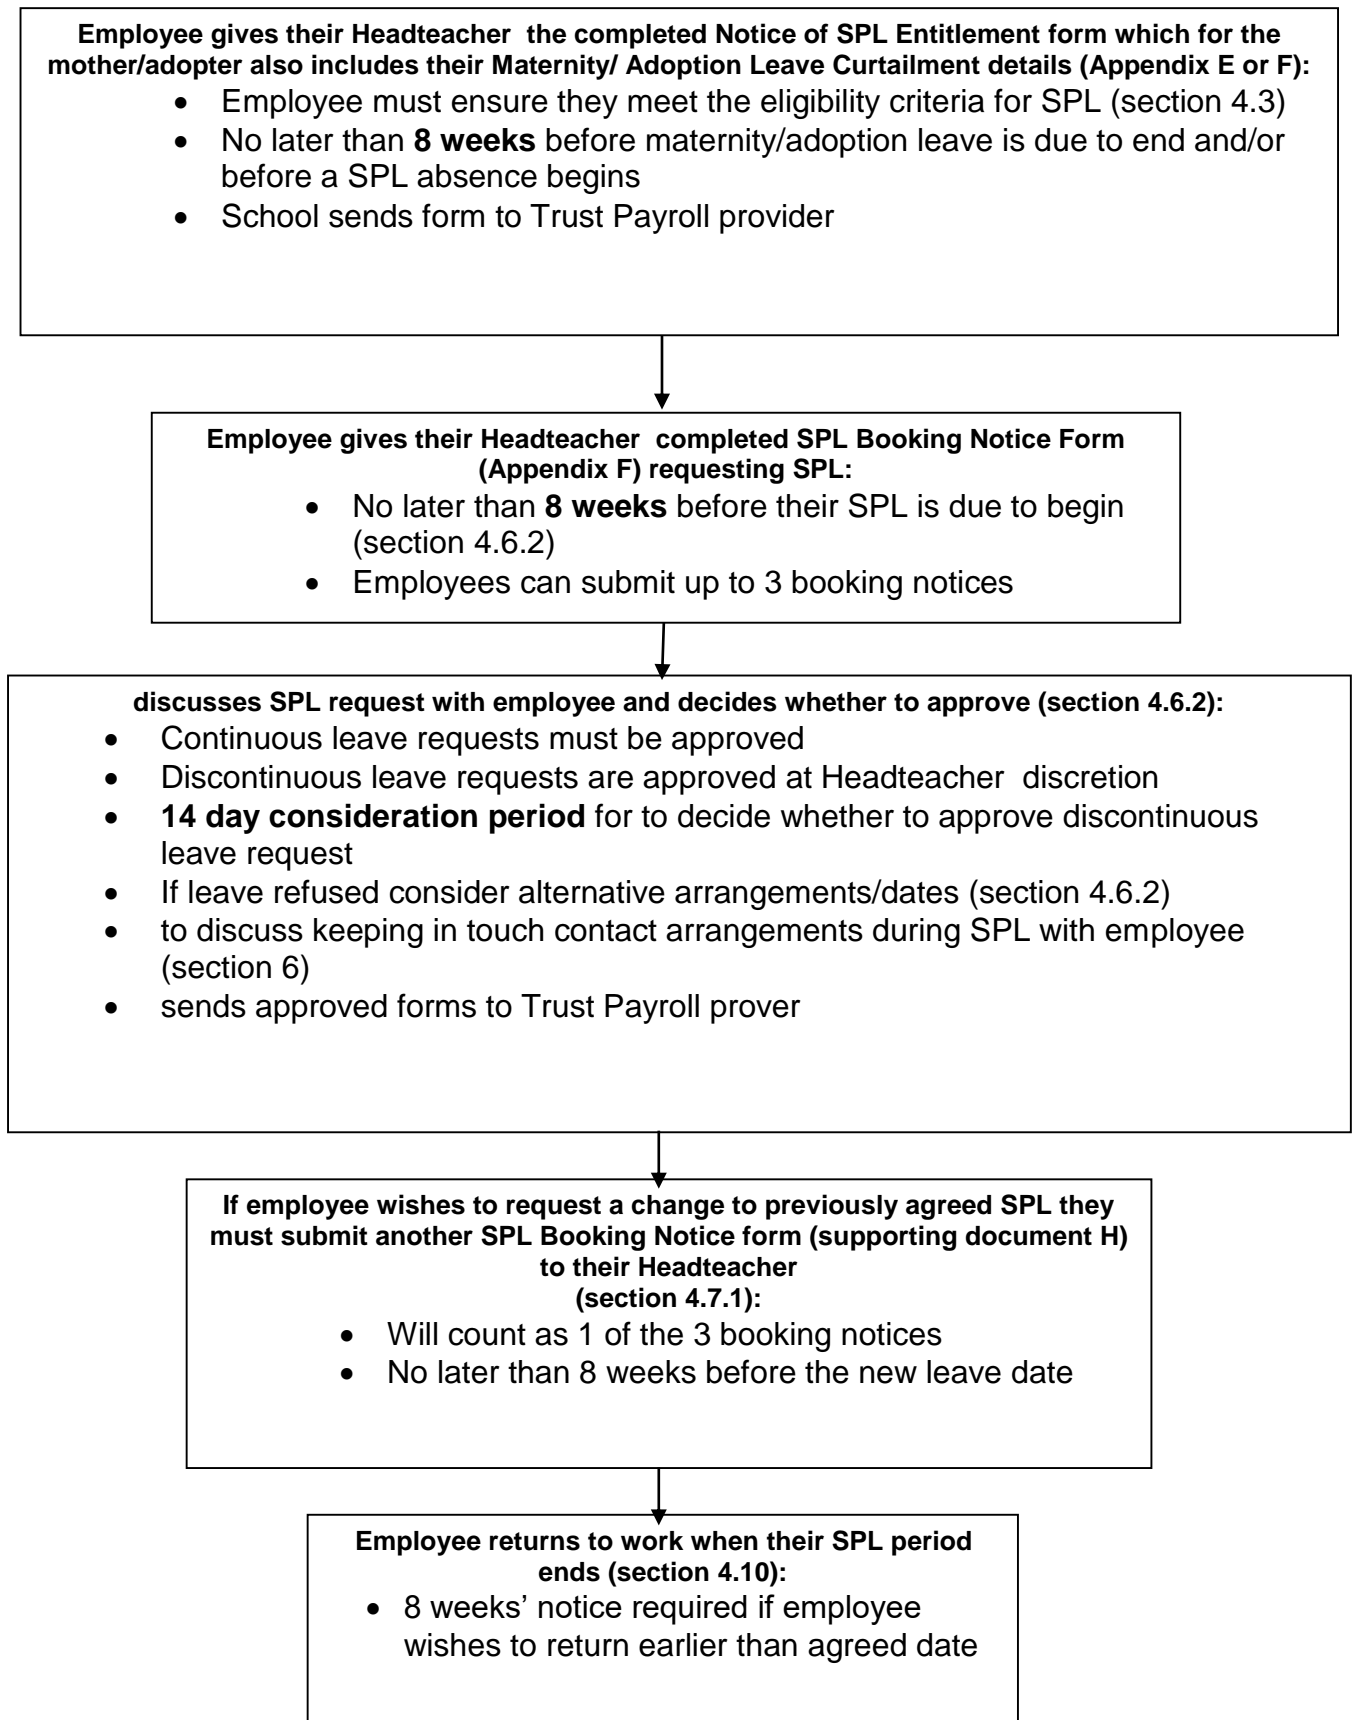 Employee gives their Headteacher  the completed Notice of SPL Entitlement form which for the
mother/adopter also includes their Maternity/ Adoption Leave Curtailment details (Appendix E or F):
• Employee must ensure they meet the eligibility criteria for SPL (section 4.3)
• No later than 8 weeks before maternity/adoption leave is due to end and/or
before a SPL absence begins
• School sends form to Trust Payroll provider
Employee gives their Headteacher  completed SPL Booking Notice Form
(Appendix F) requesting SPL:
• No later than 8 weeks before their SPL is due to begin
(section 4.6.2)
• Employees can submit up to 3 booking notices
discusses SPL request with employee and decides whether to approve (section 4.6.2):
• Continuous leave requests must be approved
• Discontinuous leave requests are approved at Headteacher  discretion
• 14 day consideration period for to decide whether to approve discontinuous
leave request
• If leave refused consider alternative arrangements/dates (section 4.6.2)
• to discuss keeping in touch contact arrangements during SPL with employee
(section 6)
• sends approved forms to Trust Payroll prover
If employee wishes to request a change to previously agreed SPL they
must submit another SPL Booking Notice form (supporting document H)
to their Headteacher
(section 4.7.1):
• Will count as 1 of the 3 booking notices
• No later than 8 weeks before the new leave date
Employee returns to work when their SPL period
ends (section 4.10):
• 8 weeks’ notice required if employee
wishes to return earlier than agreed date